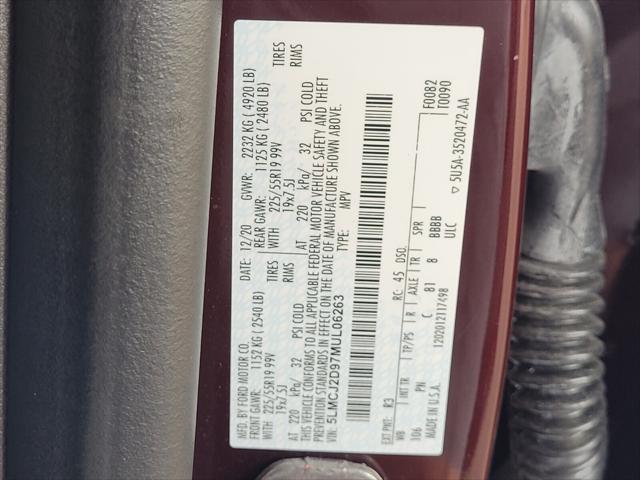 MFD. BY FORD MOTOR CO.
DATE: 12/20 GVWR: 2232 KG ( 4920 LB)
FRONT GAWR: 1152 KG (2540 LB) REAR GAWR: 1125 KG ( 2480 LB)
WITH 225/55R19 99V TIRES WITH 225/55R19 99V TIRES
19x7.5J RIMS 19x7.5J RIMS
AT 220 kPa/ 32 PSI COLD AT 220 kPa/ 32 PSI COLD
THIS VEHICLE CONFORMS TO ALL APPLICABLE FEDERAL MOTOR VEHICLE SAFETY AND THEFT
PREVENTION STANDARDS IN EFFECT ON THE DATE OF MANUFACTURE SHOWN ABOVE.
VIN: 5LMCJ2D97MUL06263 TYPE: MPV
EXT PNT: R3 RC: 45 DSO: F0082
T0090
WB INT TR TP/PS R AXLE TR SPR
106 PN C 81 8 BBBB
MADE IN U.S.A. 12020121117498 ULC
5U5A-3520472-AA